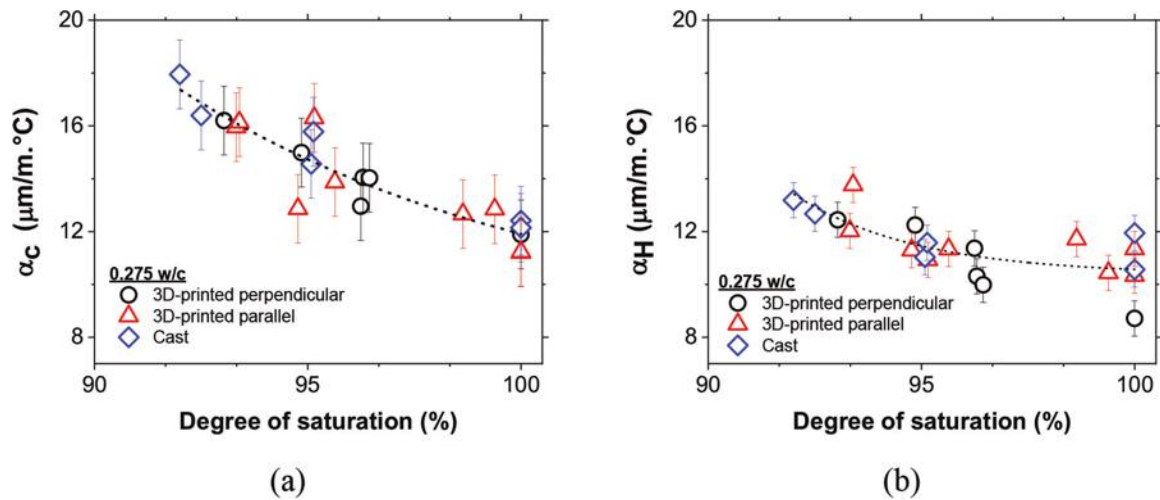 20
16
12
8
αC (μm/m.°C)
0.275 w/c
3D-printed perpendicular
3D-printed parallel
Cast
90
95
100
Degree of saturation (%)
(a)
20
16
12
8
αH (μm/m.°C)
0.275 w/c
3D-printed perpendicular
3D-printed parallel
Cast
90
95
100
Degree of saturation (%)
(b)